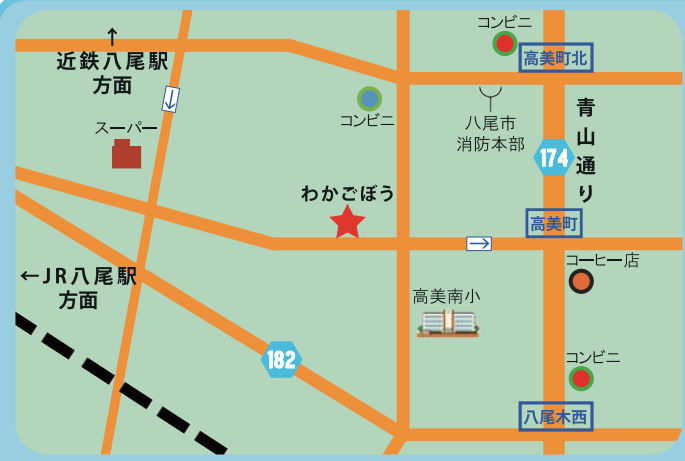 コンビニ
↑
近鉄八尾駅
方面
高美町北
スーパー
コンビニ
八尾市
消防本部
青山通り
174
わかごぼう
高美町
→
コーヒー店
←JR八尾駅
方面
高美南小
182
コンビニ
八尾木西